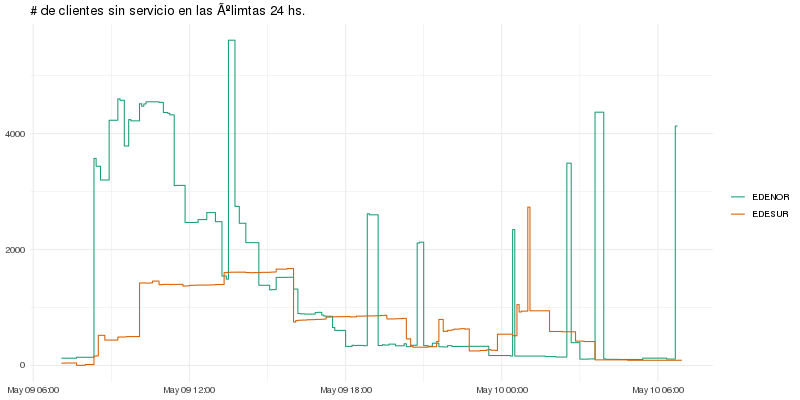 # de clientes sin servicio en las Ãºlimtas 24 hs.
4000
2000
0
May 09 06:00 May 09 12:00 May 09 18:00 May 10 00:00 May 10 06:00
EDENOR
EDESUR